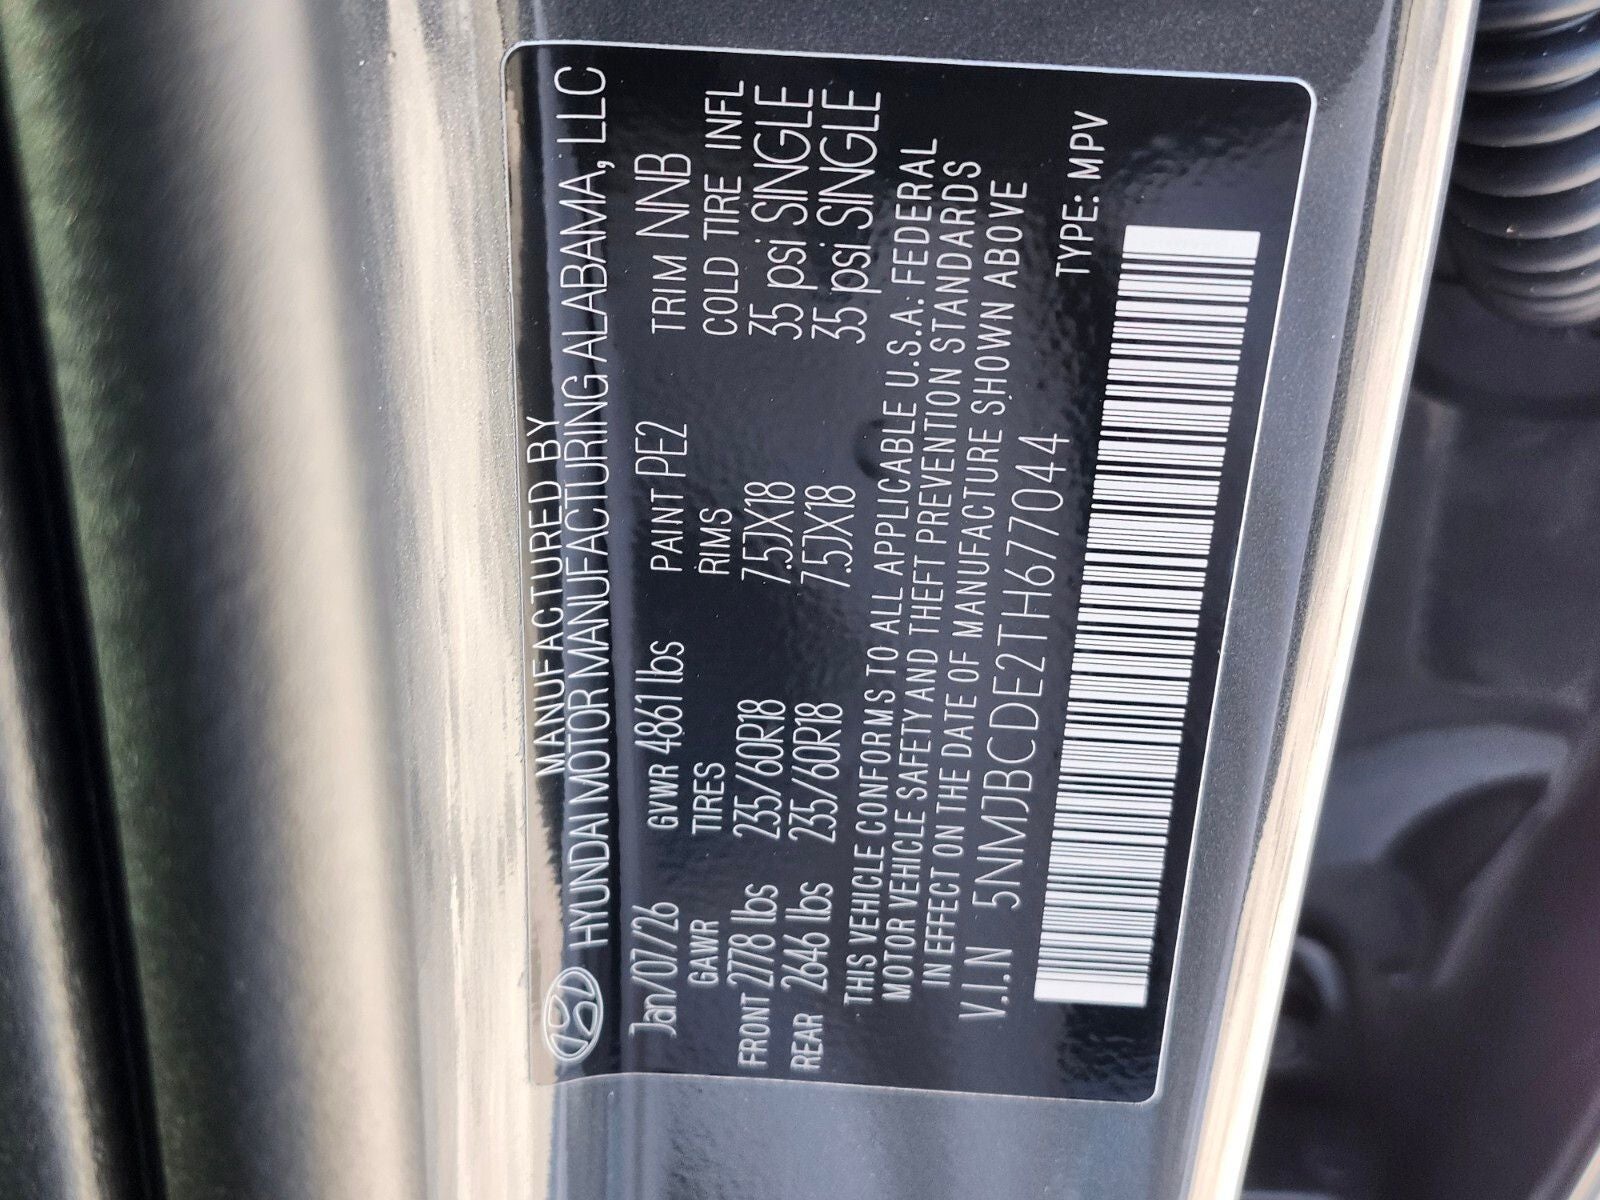 MANUFACTURED BY
HYUNDAI MOTOR MANUFACTURING ALABAMA, LLC
Jan/07/26 GVWR 4861 lbs PAINT PE2 TRIM NNB
GAWR TIRES RIMS COLD TIRE INFL
FRONT 2778 lbs 235/60R18 7.5JX18 35 psi SINGLE
REAR 2646 lbs 235/60R18 7.5JX18 35 psi SINGLE
THIS VEHICLE CONFORMS TO ALL APPLICABLE U.S.A. FEDERAL
MOTOR VEHICLE SAFETY AND THEFT PREVENTION STANDARDS
IN EFFECT ON THE DATE OF MANUFACTURE SHOWN ABOVE
V.I.N 5NMJBCDE2TH677044 TYPE: MPV